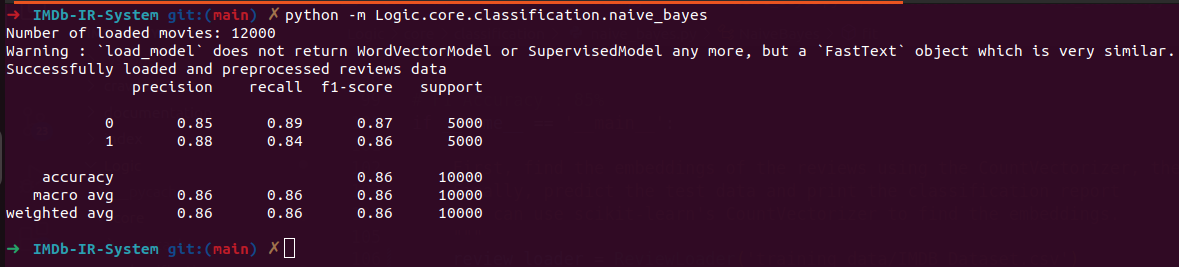 ➜ IMDb-IR-System git:(main) ✗ python -m Logic.core.classification.naive_bayes
Number of loaded movies: 12000
Warning : `load_model` does not return WordVectorModel or SupervisedModel any more, but a `FastText` object which is very similar.
Successfully loaded and preprocessed reviews data
precision recall f1-score support
0 0.85 0.89 0.87 5000
1 0.88 0.84 0.86 5000
accuracy 0.86 10000
macro avg 0.86 0.86 0.86 10000
weighted avg 0.86 0.86 0.86 10000
➜ IMDb-IR-System git:(main) ✗